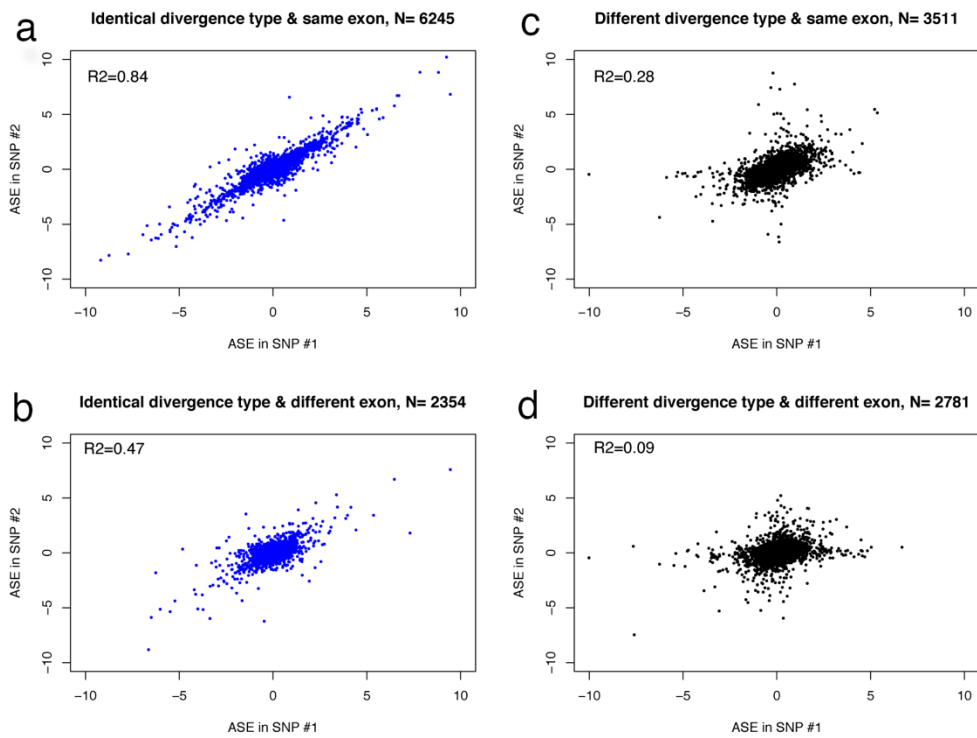 a
Identical divergence type & same exon, N= 6245
R2=0.84
10
5
0
−5
−10
ASE in SNP #2
−10 −5 0 5 10
ASE in SNP #1
c
Different divergence type & same exon, N= 3511
R2=0.28
10
5
0
−5
−10
ASE in SNP #2
−10 −5 0 5 10
ASE in SNP #1
b
Identical divergence type & different exon, N= 2354
R2=0.47
10
5
0
−5
−10
ASE in SNP #2
−10 −5 0 5 10
ASE in SNP #1
d
Different divergence type & different exon, N= 2781
R2=0.09
10
5
0
−5
−10
ASE in SNP #2
−10 −5 0 5 10
ASE in SNP #1